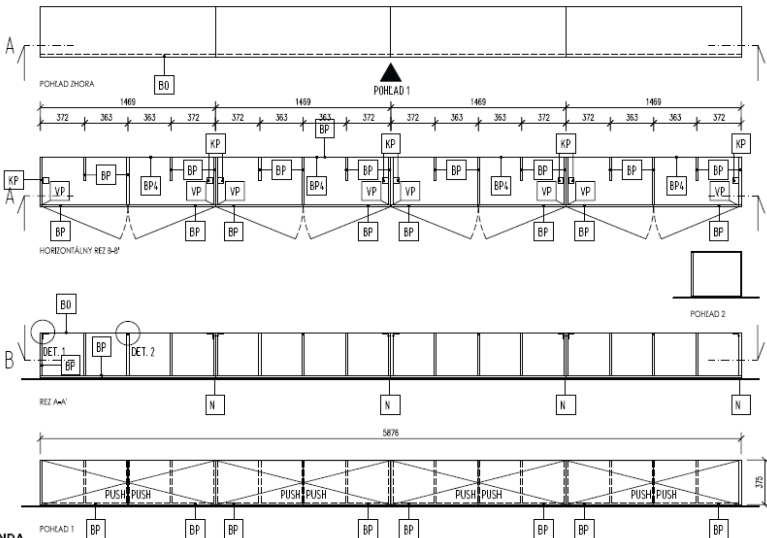 A
POHĽAD ZHORA
BO
POHĽAD 1
1469 1469 1469 1469
372 363 363 372 372 363 363 372 372 363 363 372 372 363 363 372
BP
KP KP KP KP
KP BP BP BP BP BP BP BP BP
VP BP4 VP VP BP4 VP VP BP4 VP VP BP4 VP
A
BP BP BP BP BP BP BP BP
HORIZONTÁLNY REZ B-B'
POHĽAD 2
BO
DET. 1 BP DET. 2
B
BP
REZ A-A'
N N N N
5876
PUSH PUSH PUSH PUSH PUSH PUSH PUSH PUSH
375
POHĽAD 1
BP BP BP BP BP BP BP BP